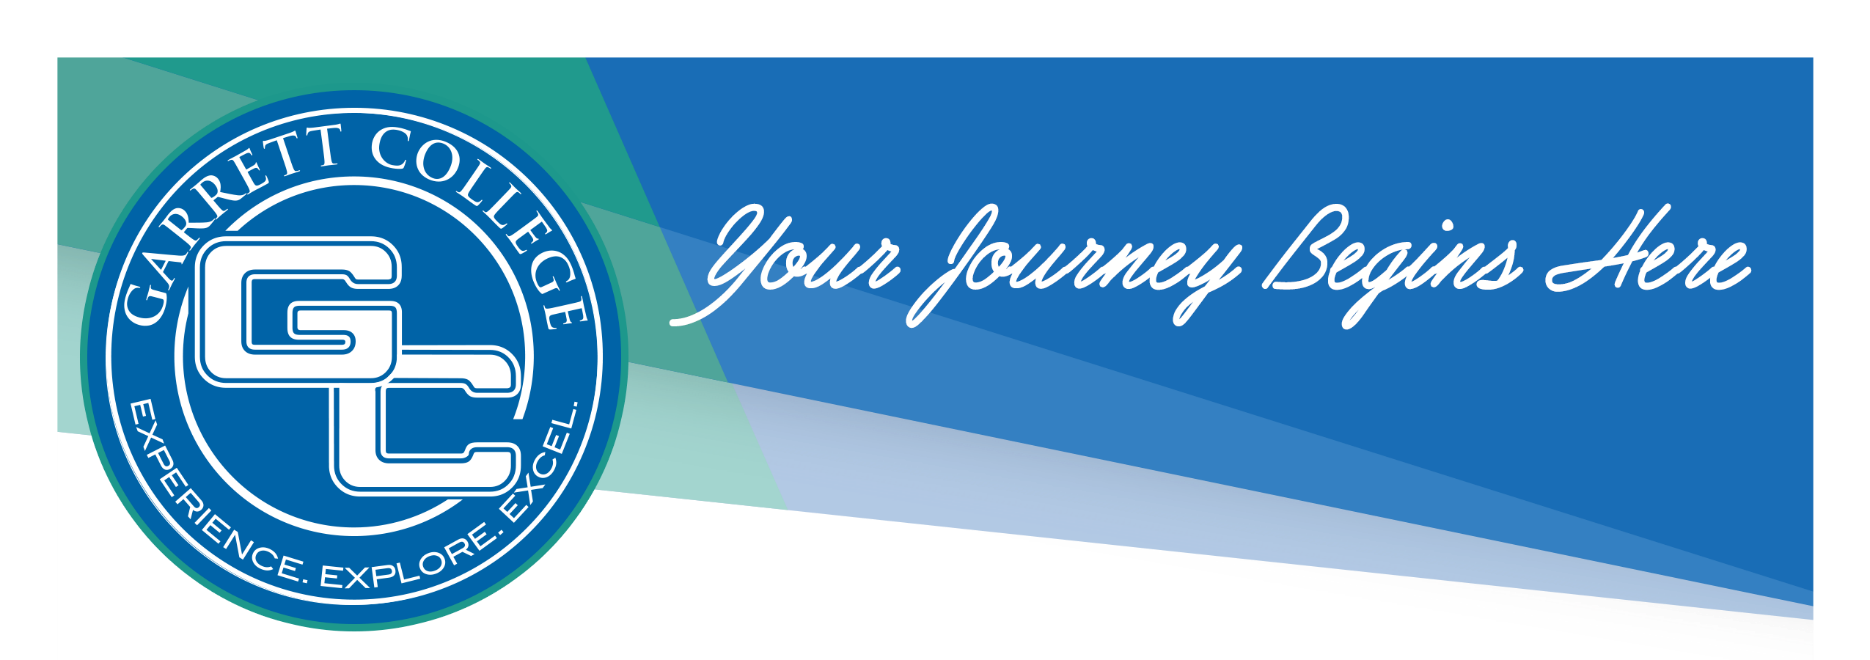 GARRETT COLLEGE
GC
EXPERIENCE. EXPLORE. EXCEL.
Your Journey Begins Here